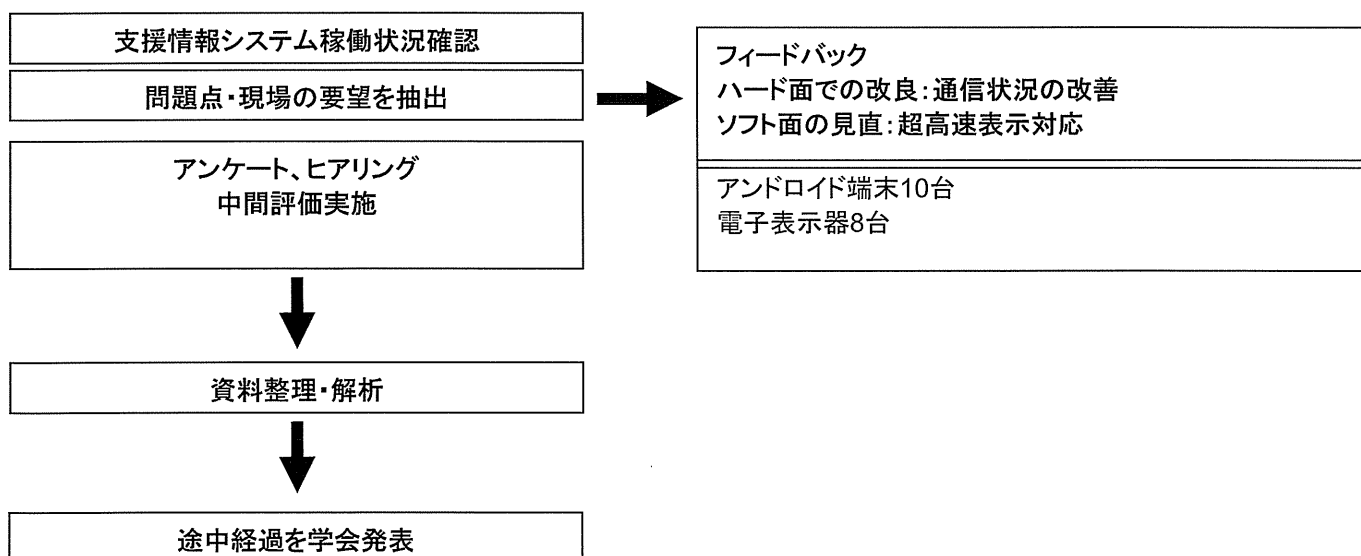 支援情報システム稼働状況確認
問題点・現場の要望を抽出
アンケート、ヒアリング
中間評価実施
フィードバック
ハード面での改良：通信状況の改善
ソフト面の見直：超高速表示対応
アンドロイド端末10台
電子表示器8台
資料整理・解析
途中経過を学会発表